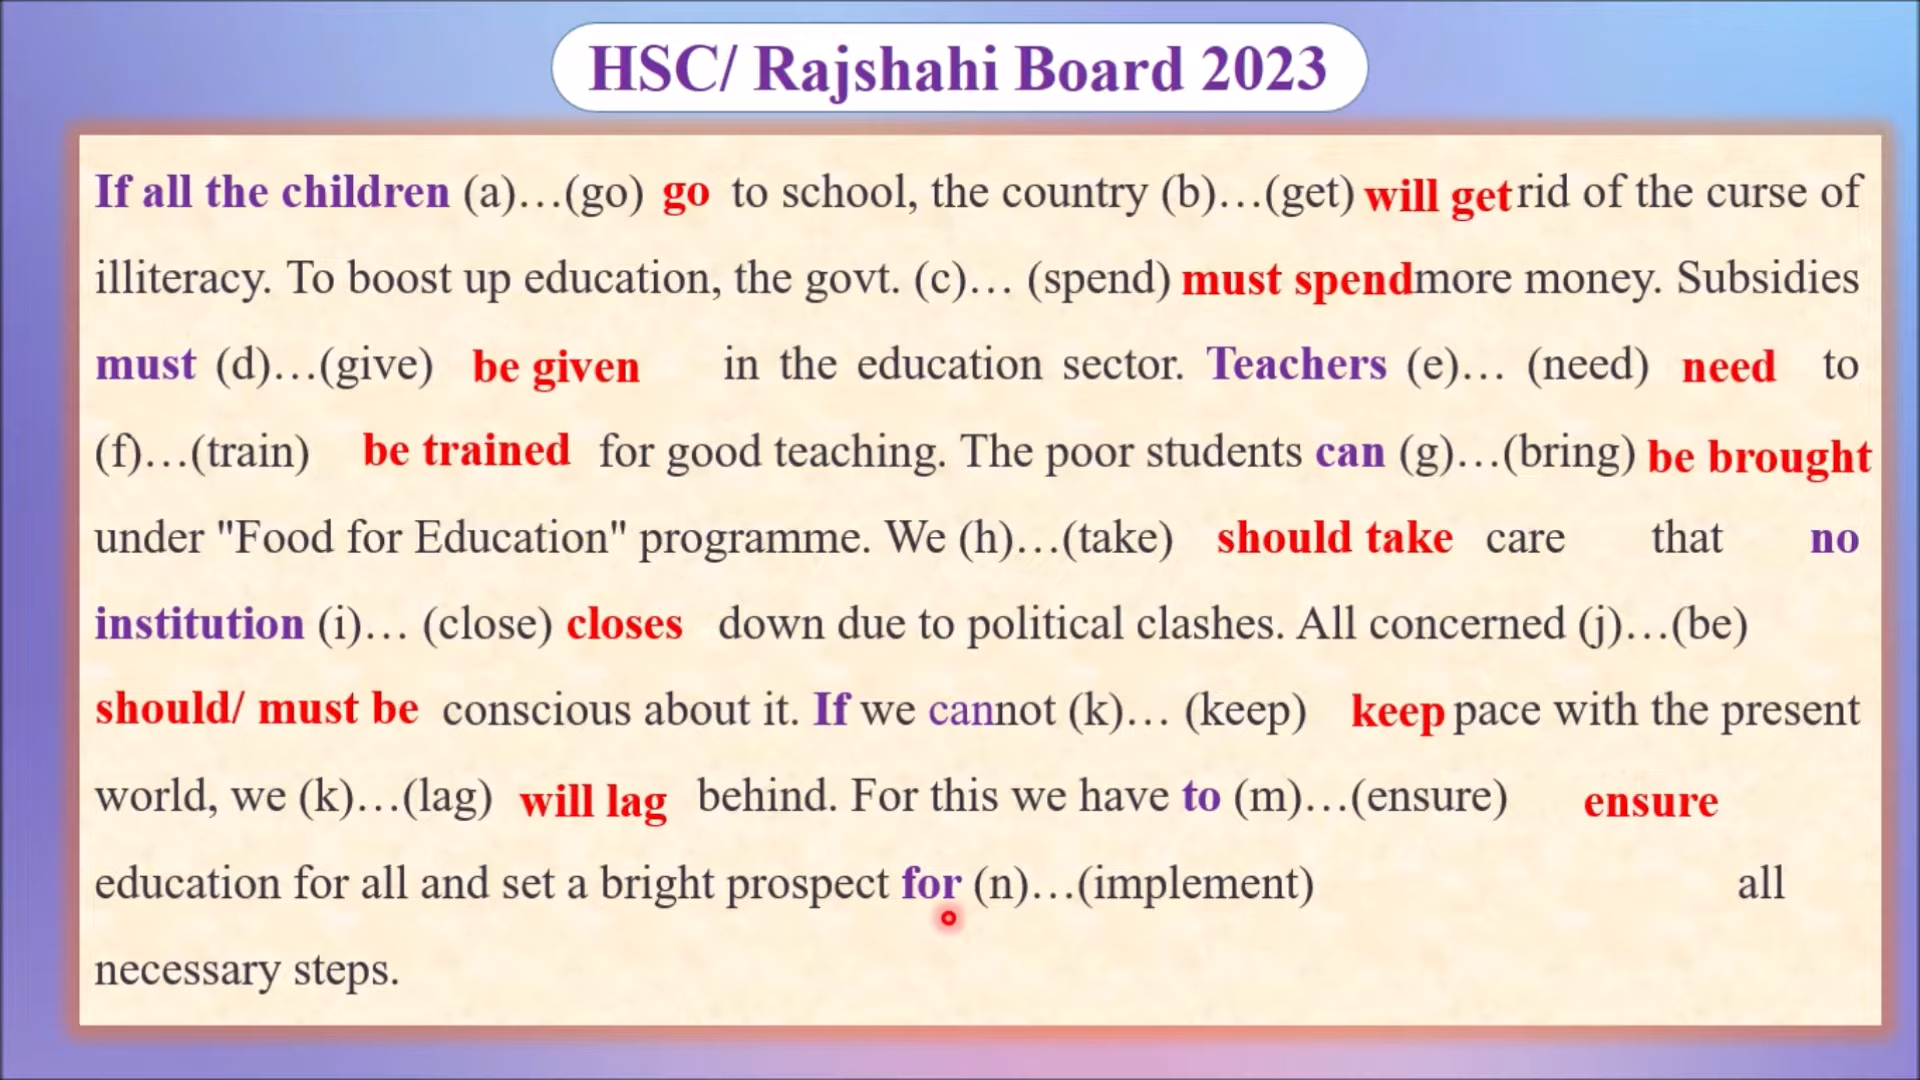 HSC/ Rajshahi Board 2023
If all the children (a)…(go) go to school, the country (b)…(get) will get rid of the curse of
illiteracy. To boost up education, the govt. (c)… (spend) must spend more money. Subsidies
must (d)…(give) be given in the education sector. Teachers (e)… (need) need to
(f)…(train) be trained for good teaching. The poor students can (g)…(bring) be brought
under "Food for Education" programme. We (h)…(take) should take care that no
institution (i)… (close) closes down due to political clashes. All concerned (j)…(be)
should/ must be conscious about it. If we cannot (k)… (keep) keep pace with the present
world, we (k)…(lag) will lag behind. For this we have to (m)…(ensure) ensure
education for all and set a bright prospect for (n)…(implement) all
necessary steps.